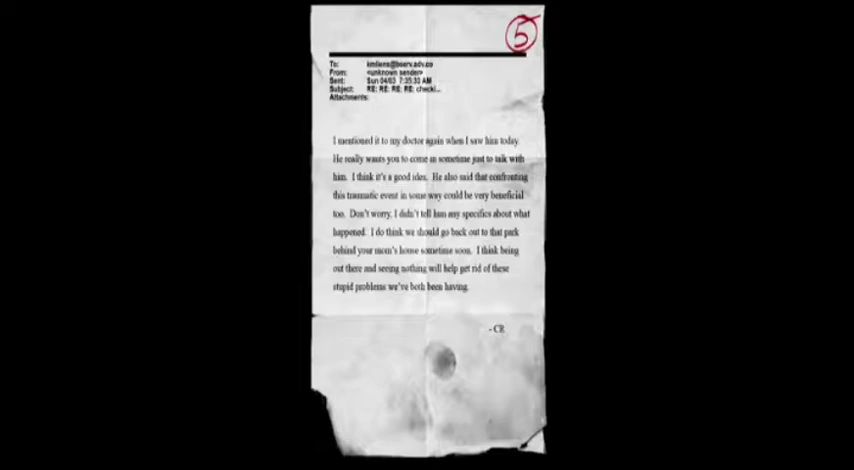 5
To: kmliens@bserv.adv.co
From: <unknown sender>
Sent: Sun 04/03 7:35:33 AM
Subject: RE: RE: RE: RE: checki...
Attachments:
I mentioned it to my doctor again when I saw him today.
He really wants you to come in sometime just to talk with
him. I think it's a good idea. He also said that confronting
this traumatic event in some way could be very beneficial
too. Don't worry, I didn't tell him any specifics about what
happened. I do think we should go back out to that park
behind your mom's house sometime soon. I think being
out there and seeing nothing will help get rid of these
stupid problems we've both been having.
- CR